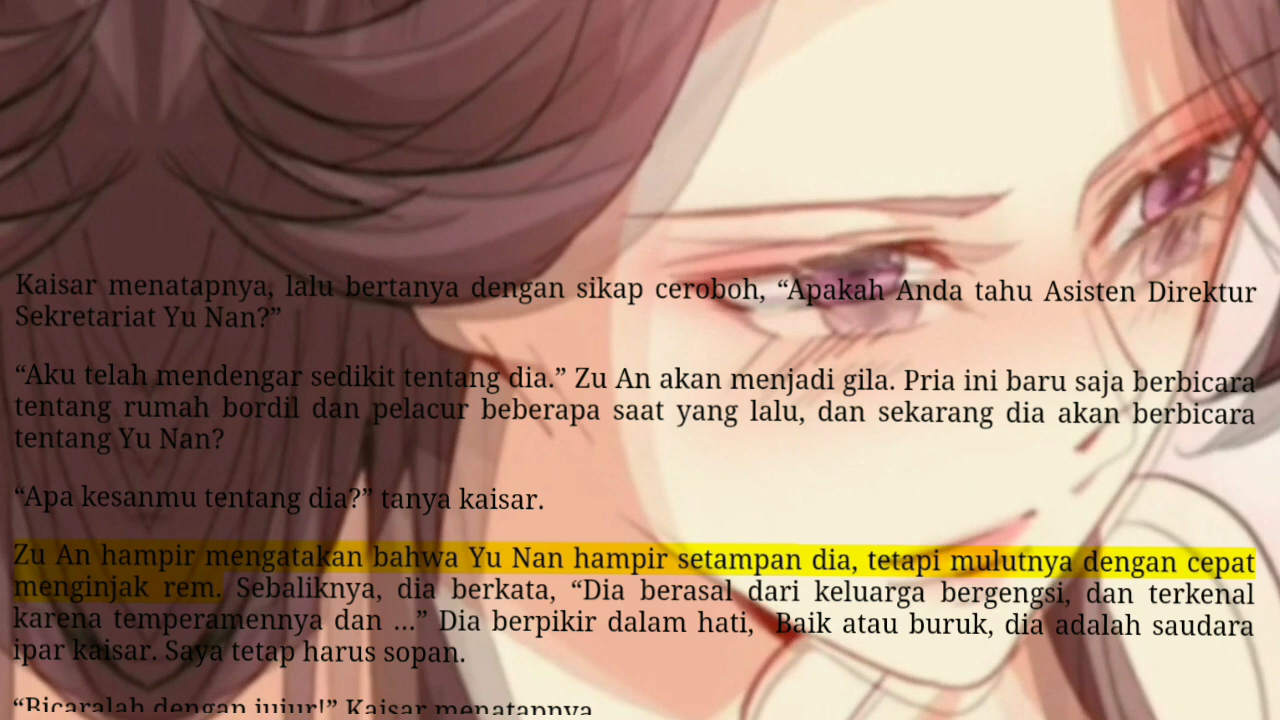 Kaisar menatapnya, lalu bertanya dengan sikap ceroboh, “Apakah Anda tahu Asisten Direktur
Sekretariat Yu Nan?”
“Aku telah mendengar sedikit tentang dia.” Zu An akan menjadi gila. Pria ini baru saja berbicara
tentang rumah bordil dan pelacur beberapa saat yang lalu, dan sekarang dia akan berbicara
tentang Yu Nan?
“Apa kesanmu tentang dia?” tanya kaisar.
Zu An hampir mengatakan bahwa Yu Nan hampir setampan dia, tetapi mulutnya dengan cepat
menginjak rem. Sebaliknya, dia berkata, “Dia berasal dari keluarga bergengsi, dan terkenal
karena temperamennya dan ...” Dia berpikir dalam hati, Baik atau buruk, dia adalah saudara
ipar kaisar. Saya tetap harus sopan.
“Bicaralah dengan jujur!” Kaisar menatapnya